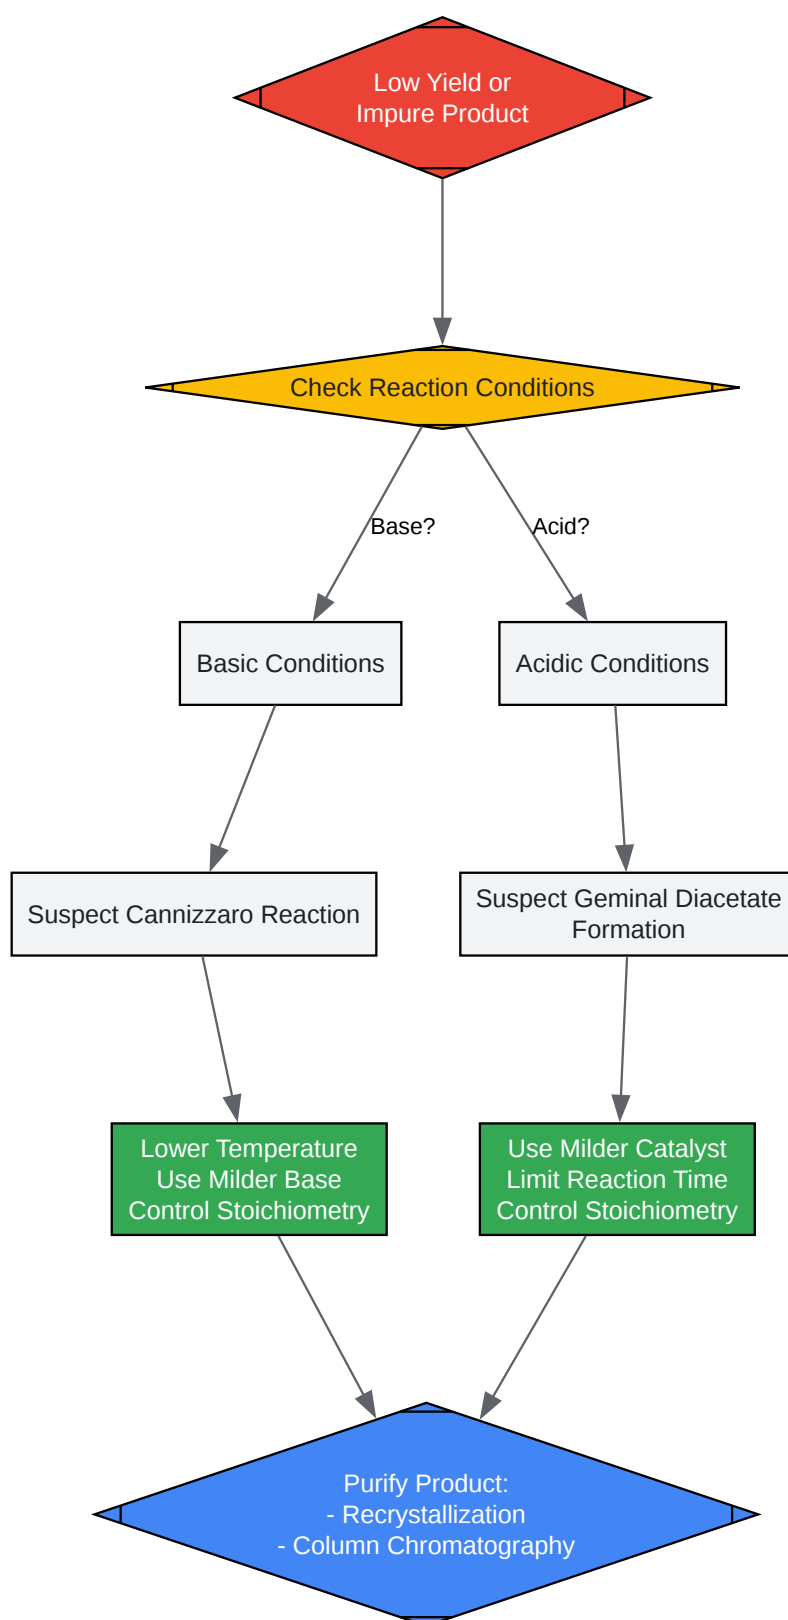 Low Yield or
Impure Product
Check Reaction Conditions
Base?
Acid?
Basic Conditions
Acidic Conditions
Suspect Cannizzaro Reaction
Suspect Geminal Diacetate
Formation
Lower Temperature
Use Milder Base
Control Stoichiometry
Use Milder Catalyst
Limit Reaction Time
Control Stoichiometry
Purify Product:
- Recrystallization
- Column Chromatography